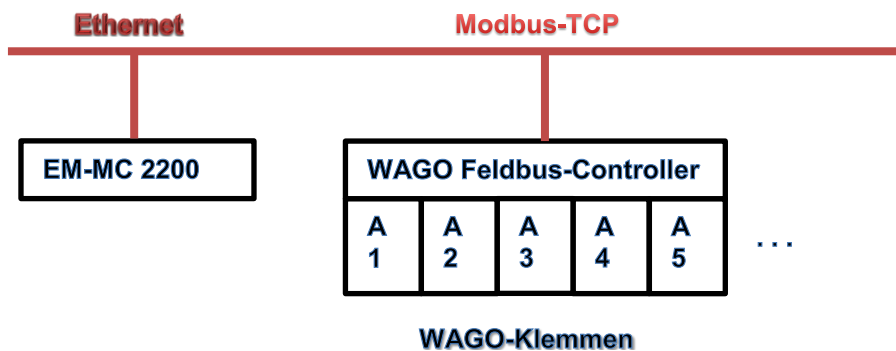 Ethernet Modbus-TCP
EM-MC 2200 WAGO Feldbus-Controller
A A A A A
1 2 3 4 5 ...
WAGO-Klemmen